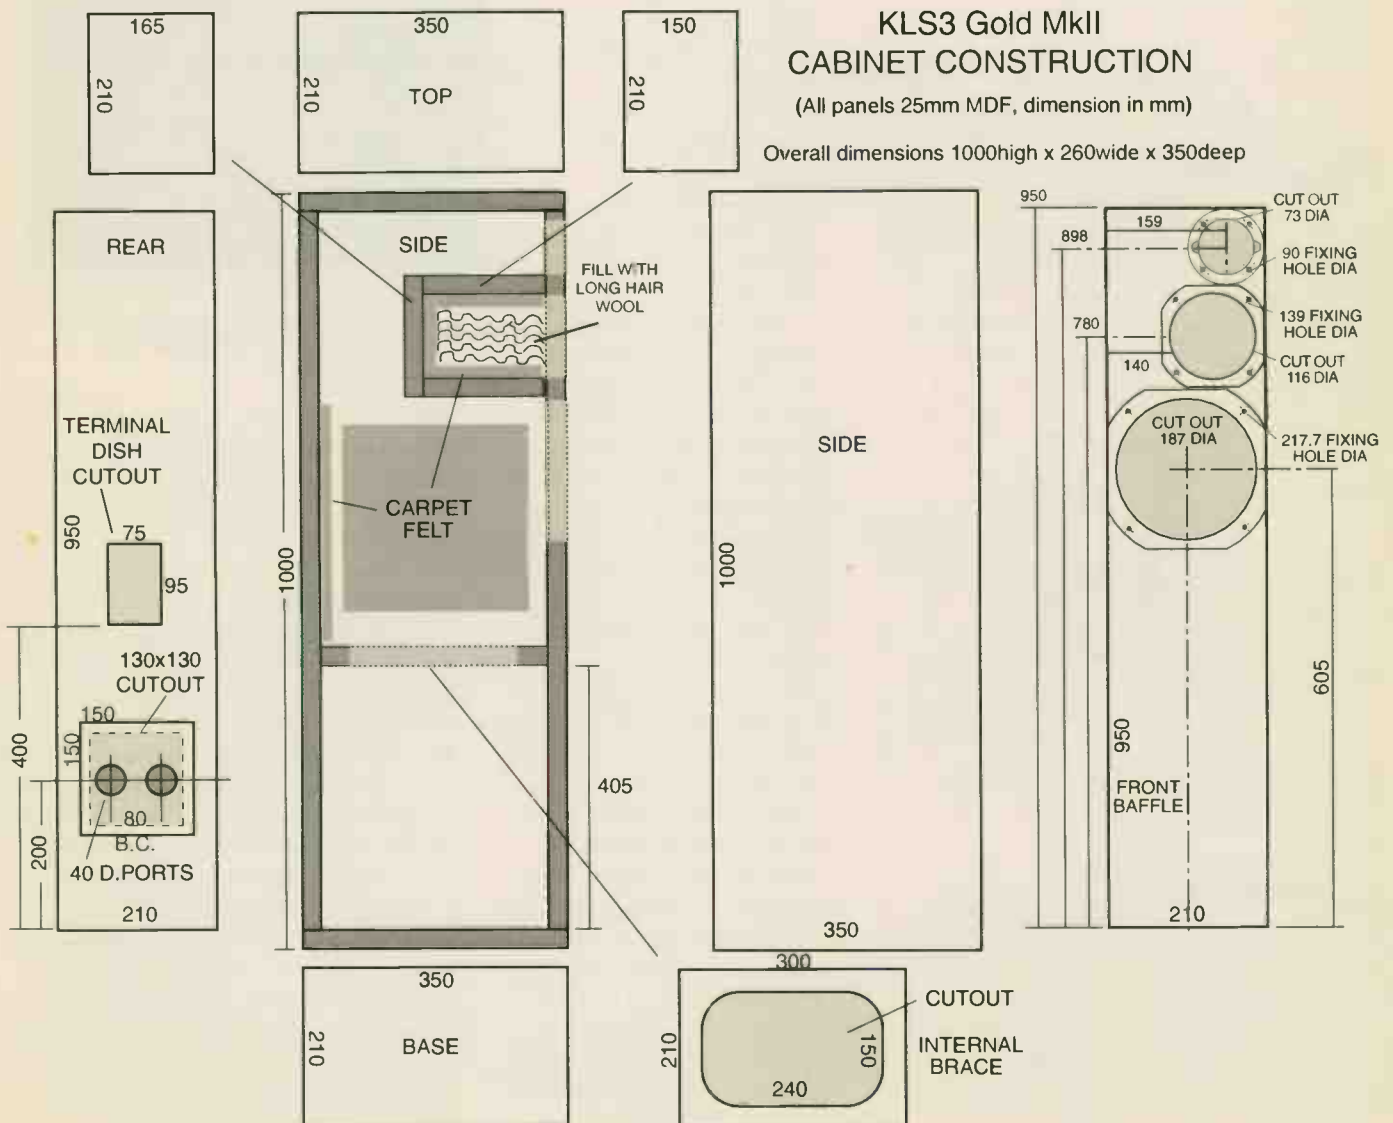 KLS3 Gold MkII
CABINET CONSTRUCTION
(All panels 25mm MDF, dimension in mm)
Overall dimensions 1000high x 260wide x 350deep
165
210
350
210
TOP
150
210
REAR
TERMINAL
DISH
CUTOUT
950
75
95
130x130
CUTOUT
150
150
400
200
80
B.C.
40 D.PORTS
210
SIDE
FILL WITH
LONG HAIR
WOOL
CARPET
FELT
1000
405
SIDE
1000
350
950
898
780
159
140
CUT OUT
73 DIA
90 FIXING
HOLE DIA
139 FIXING
HOLE DIA
CUT OUT
116 DIA
CUT OUT
187 DIA
217.7 FIXING
HOLE DIA
605
950
FRONT
BAFFLE
210
350
210
BASE
300
210
CUTOUT
150
240
INTERNAL
BRACE